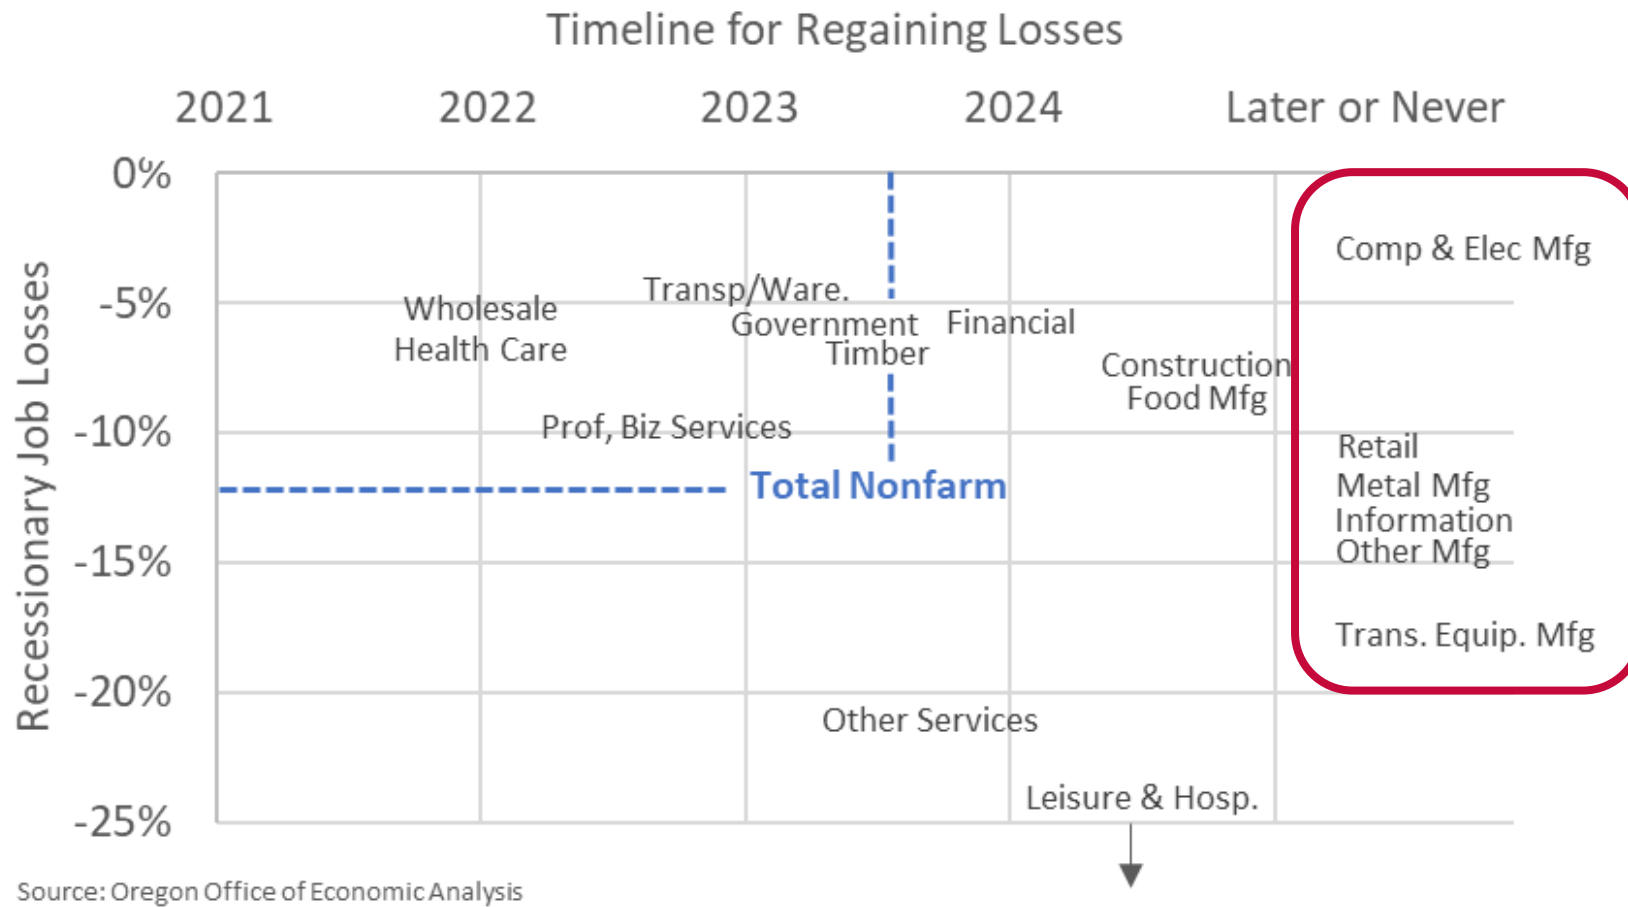 Timeline for Regaining Losses
2021 2022 2023 2024 Later or Never
Recessionary Job Losses
0%
-5%
-10%
-15%
-20%
-25%
Comp & Elec Mfg
Transp/Ware.
Wholesale
Government
Financial
Health Care
Timber
Construction
Food Mfg
Prof, Biz Services
Retail
Total Nonfarm
Metal Mfg
Information
Other Mfg
Trans. Equip. Mfg
Other Services
Leisure & Hosp.
Source: Oregon Office of Economic Analysis